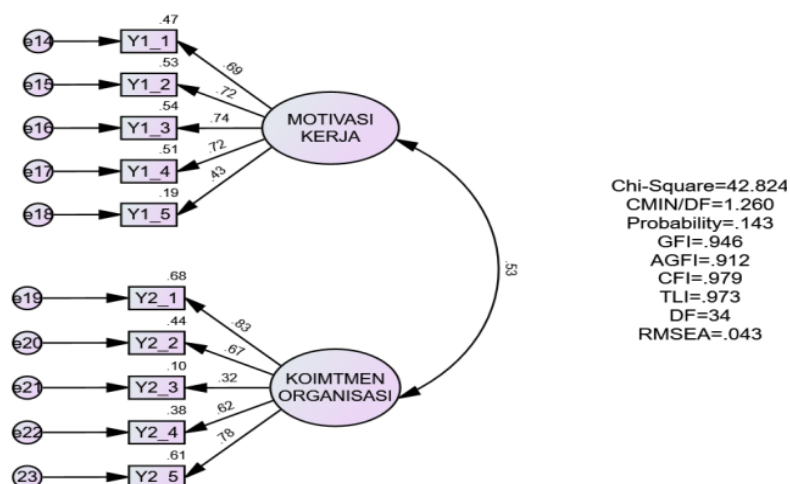 .47
e14 Y1_1
.69
.53
e15 Y1_2
.72
.54
e16 Y1_3
.74
MOTIVASI
KERJA
.51
e17 Y1_4
.72
.19
e18 Y1_5
.43
.53
.68
e19 Y2_1
.83
.44
e20 Y2_2
.67
.10
e21 Y2_3
.32
KOIMTMEN
ORGANISASI
.38
e22 Y2_4
.62
.61
23 Y2_5
.78
Chi-Square=42.824
CMIN/DF=1.260
Probability=.143
GFI=.946
AGFI=.912
CFI=.979
TLI=.973
DF=34
RMSEA=.043